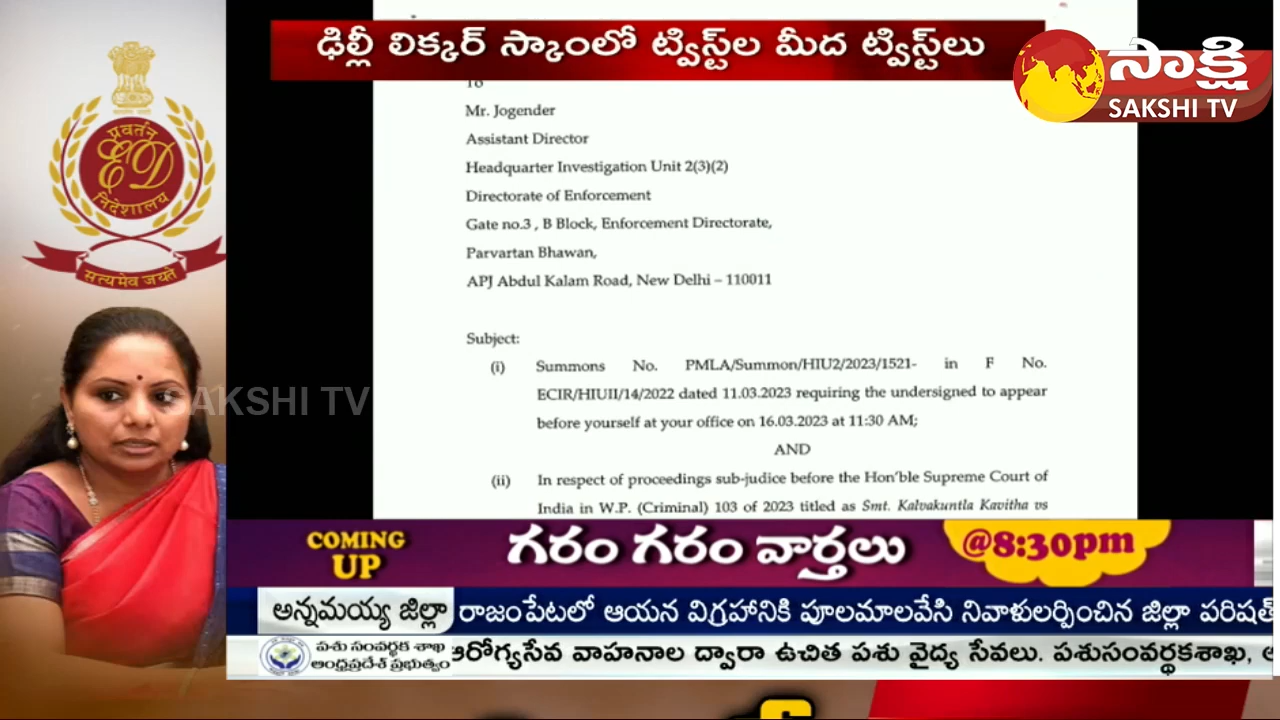 ఢిల్లీ లిక్కర్ స్కాంలో ట్విస్ట్‌ల మీద ట్విస్ట్‌లు
సాక్షి
SAKSHI TV
प्रवर्तन
ED
निदेशालय
सत्यमेव जयते
To
Mr. Jogender
Assistant Director
Headquarter Investigation Unit 2(3)(2)
Directorate of Enforcement
Gate no.3 , B Block, Enforcement Directorate,
Parvartan Bhawan,
APJ Abdul Kalam Road, New Delhi – 110011
Subject:
(i) Summons No. PMLA/Summon/HIU2/2023/1521- in F No.
ECIR/HIUII/14/2022 dated 11.03.2023 requiring the undersigned to appear
before yourself at your office on 16.03.2023 at 11:30 AM;
AND
(ii) In respect of proceedings sub-judice before the Hon'ble Supreme Court of
India in W.P. (Criminal) 103 of 2023 titled as Smt. Kalvakuntla Kavitha vs
SAKSHI TV
COMING UP
గరం గరం వార్తలు
@8:30pm
అన్నమయ్య జిల్లా రాజంపేటలో ఆయన విగ్రహానికి పూలమాలవేసి నివాళులర్పించిన జిల్లా పరిషత్
పశు సంవర్థక శాఖ
ఆంధ్రప్రదేశ్ ప్రభుత్వం
ఆరోగ్యసేవ వాహనాల ద్వారా ఉచిత పశు వైద్య సేవలు. పశుసంవర్థకశాఖ,